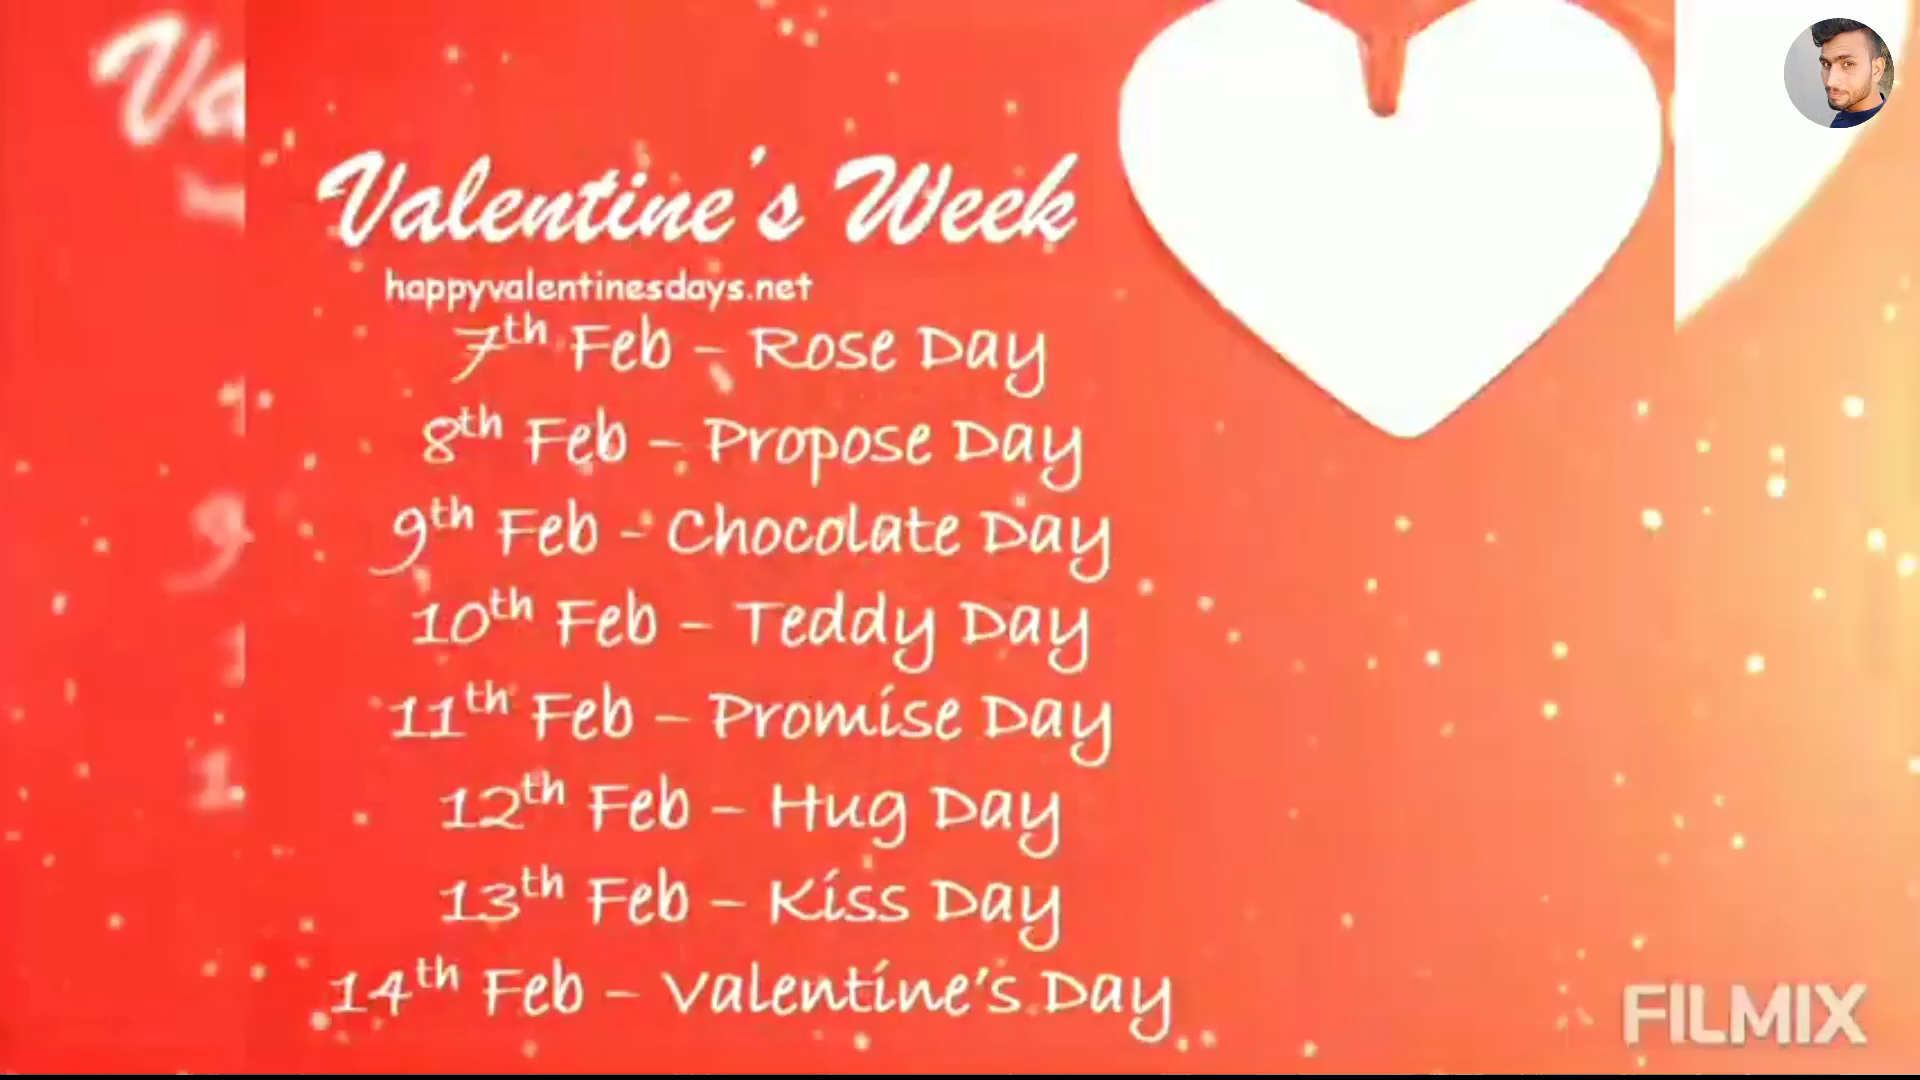 Valentine's Week
happyvalentinesdays.net
7th Feb – Rose Day
8th Feb – Propose Day
9th Feb – Chocolate Day
10th Feb – Teddy Day
11th Feb – Promise Day
12th Feb – Hug Day
13th Feb – Kiss Day
14th Feb – Valentine's Day
FILMIX